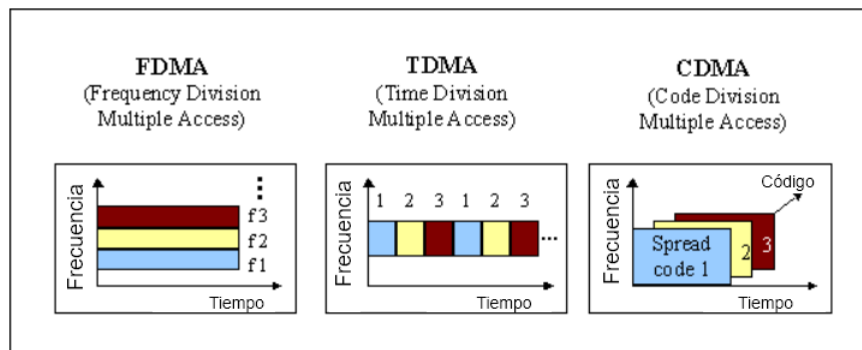 FDMA
(Frequency Division
Multiple Access)
Frecuencia
⋮
f3
f2
f1
Tiempo
TDMA
(Time Division
Multiple Access)
Frecuencia
1 2 3 1 2 3
...
Tiempo
CDMA
(Code Division
Multiple Access)
Código
Frecuencia
Spread
code 1
2
3
Tiempo